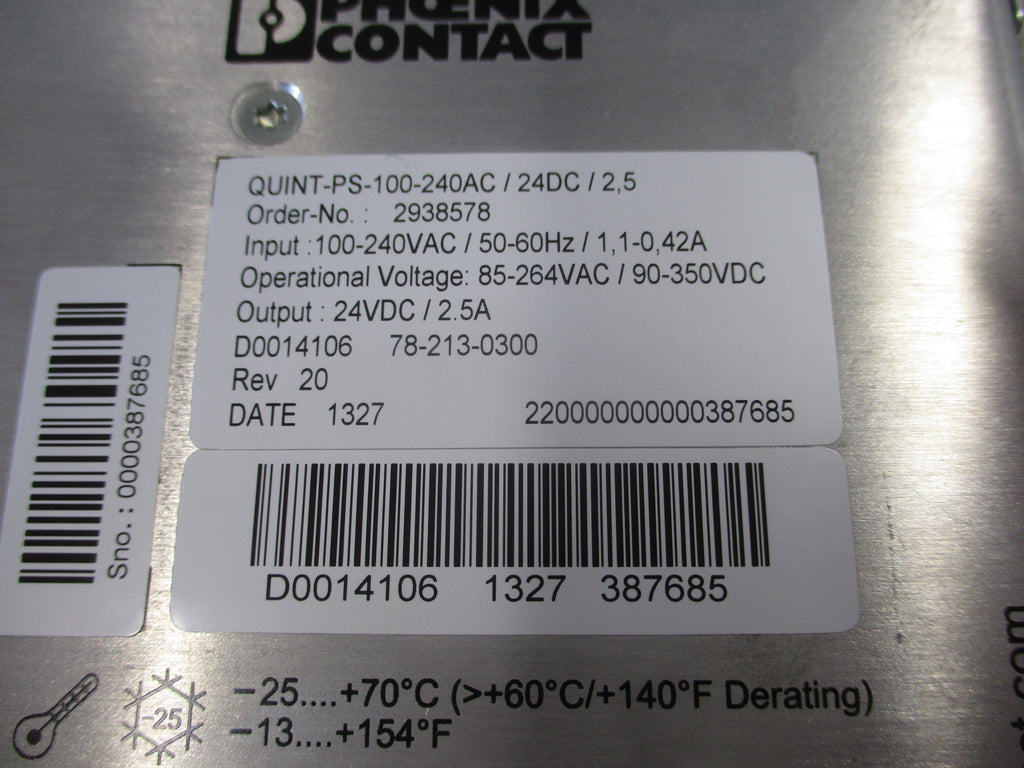 PHOENIX
CONTACT
QUINT-PS-100-240AC / 24DC / 2,5
Order-No. : 2938578
Input : 100-240VAC / 50-60Hz / 1,1-0,42A
Operational Voltage: 85-264VAC / 90-350VDC
Output : 24VDC / 2.5A
D0014106 78-213-0300
Rev 20
DATE 1327 220000000000387685
Sno.: 0000387685
D0014106 1327 387685
-25
−25....+70°C (>+60°C/+140°F Derating)
−13....+154°F